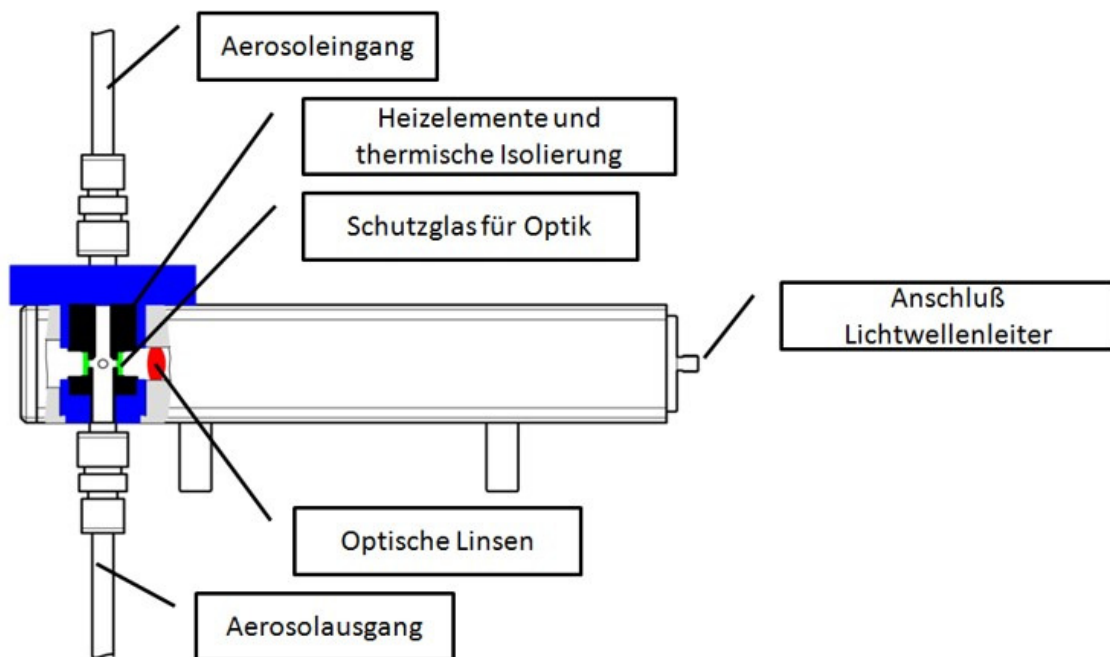 Aerosoleingang
Heizelemente und
thermische Isolierung
Schutzglas für Optik
Anschluß
Lichtwellenleiter
Optische Linsen
Aerosolausgang